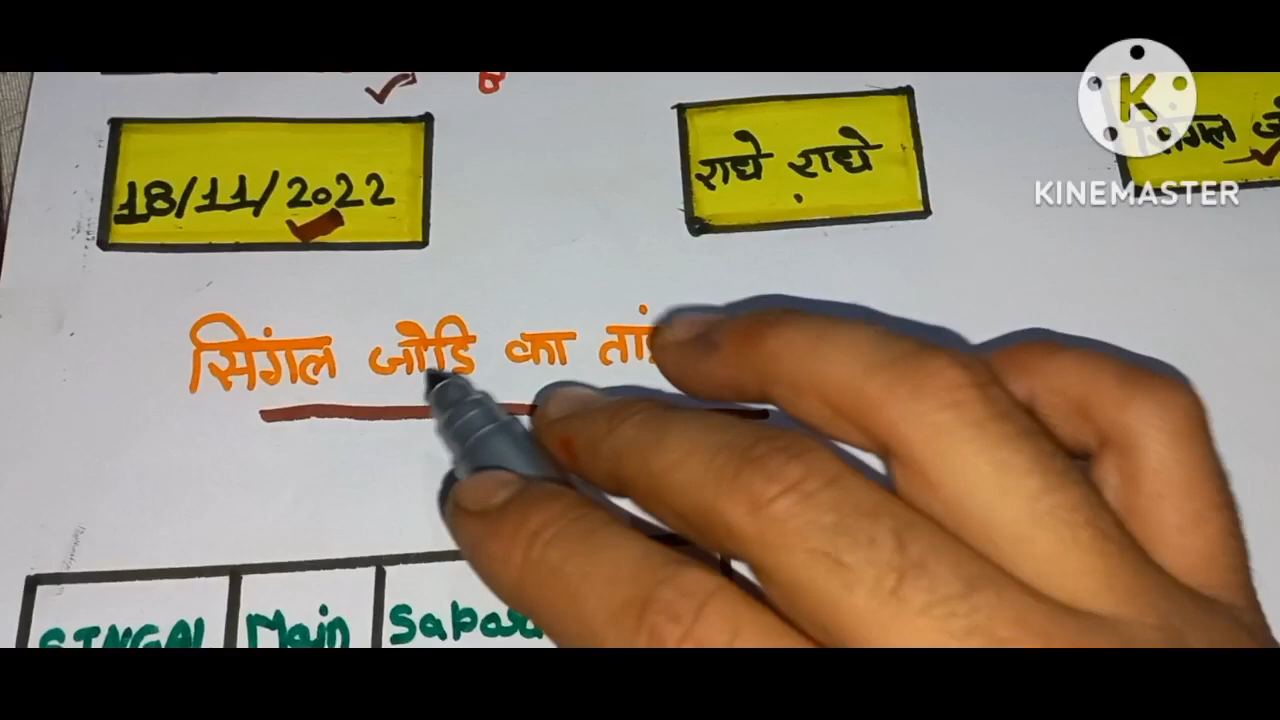 18/11/2022
राधे राधे
K
KINEMASTER
सिंगल जोडि का
Main